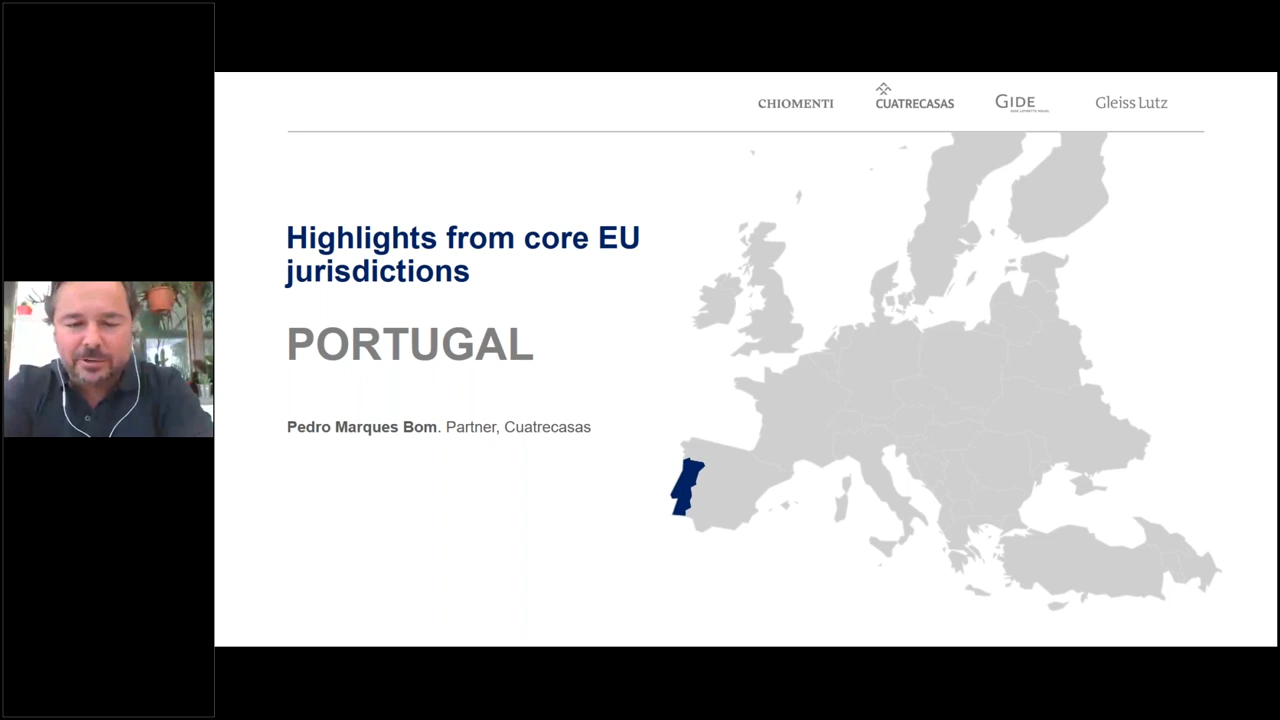 CHIOMENTI
CUATRECASAS
GIDE
Gleiss Lutz
Highlights from core EU
jurisdictions
PORTUGAL
Pedro Marques Bom. Partner, Cuatrecasas